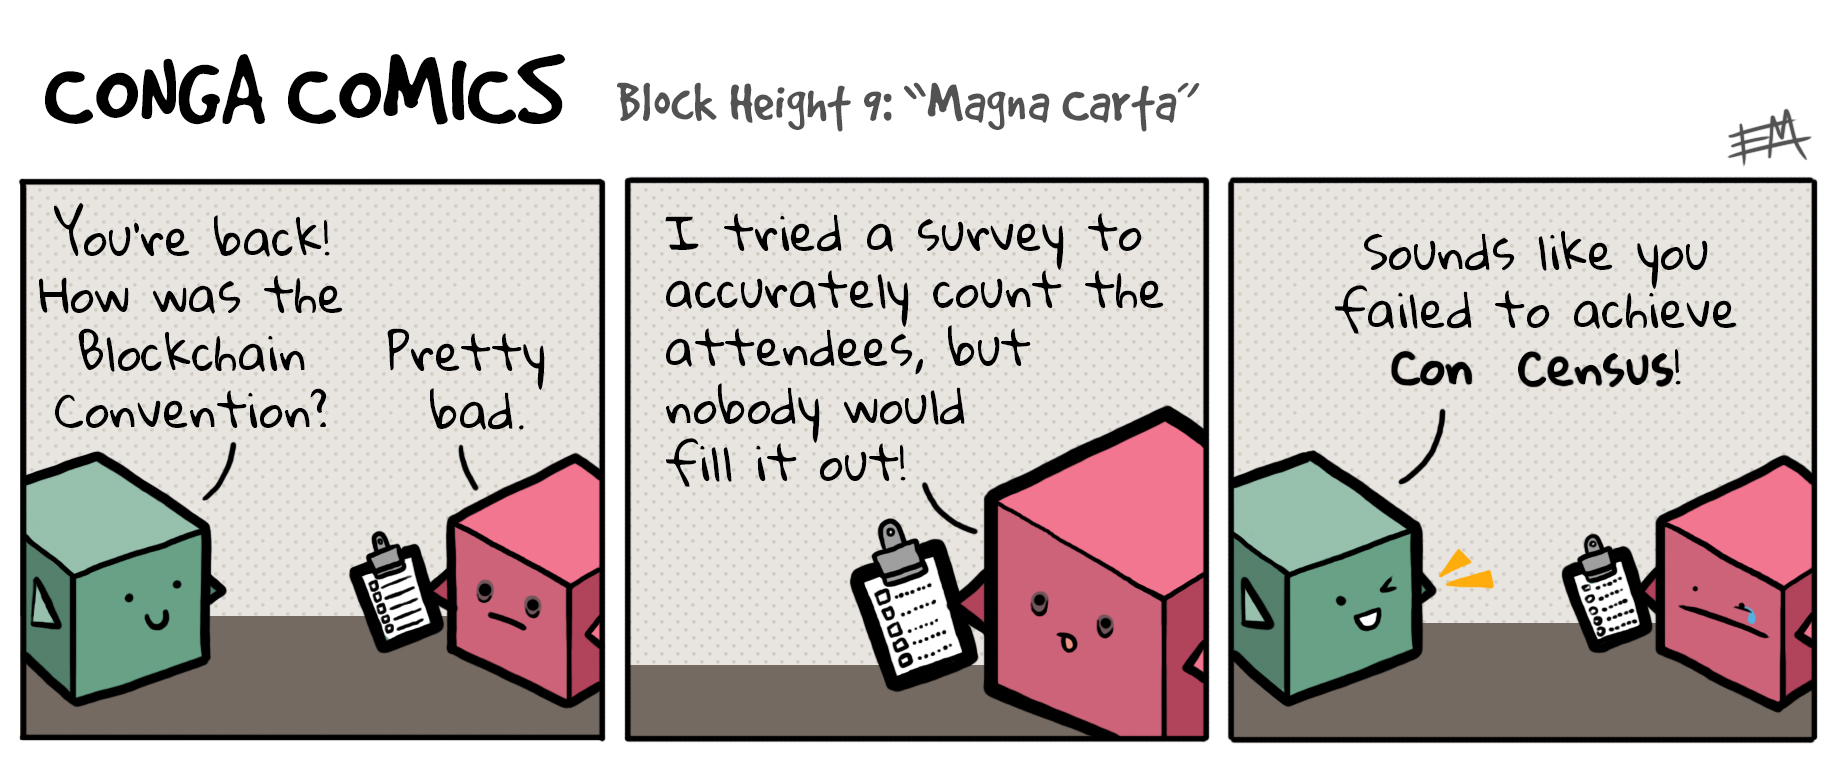 CONGA COMICS
Block Height 9: "Magna Carta"
EM
You're back!
How was the
Blockchain
Convention?
Pretty
bad.
I tried a survey to
accurately count the
attendees, but
nobody would
fill it out!
Sounds like you
failed to achieve
Con Census!